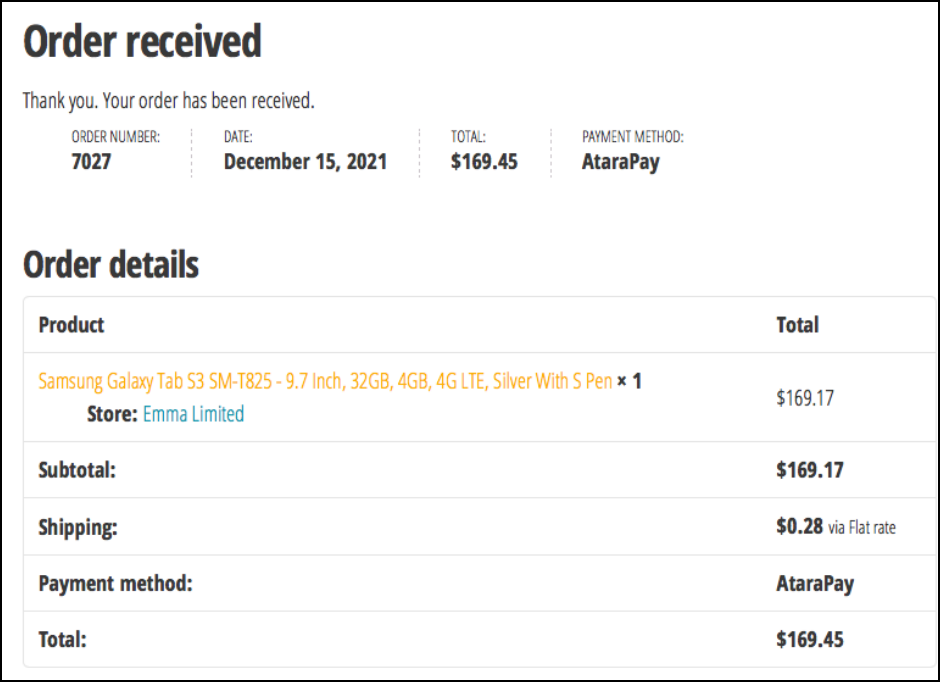 Order received
Thank you. Your order has been received.
ORDER NUMBER: DATE: TOTAL: PAYMENT METHOD:
7027 December 15, 2021 $169.45 AtaraPay
Order details
Product Total
Samsung Galaxy Tab S3 SM-T825 - 9.7 Inch, 32GB, 4GB, 4G LTE, Silver With S Pen × 1
$169.17
Store: Emma Limited
Subtotal: $169.17
Shipping: $0.28 via Flat rate
Payment method: AtaraPay
Total: $169.45